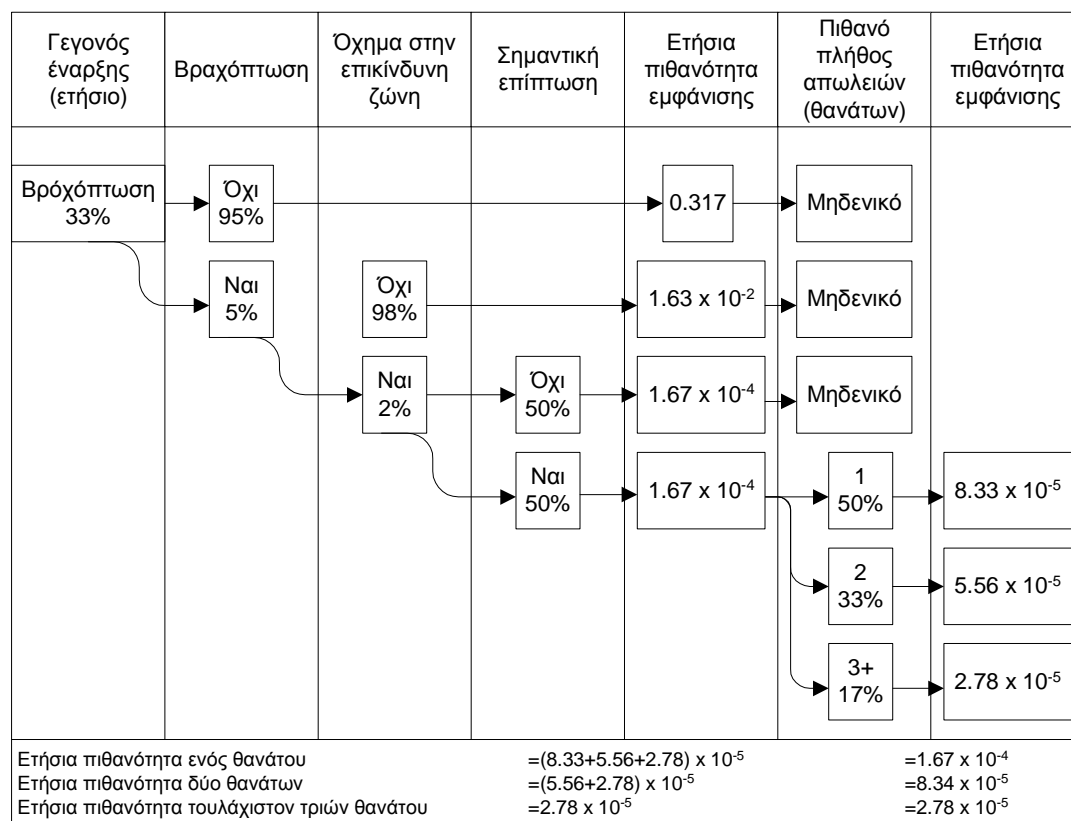 Γεγονός
έναρξης
(ετήσιο)
Βραχόπτωση
Όχημα στην
επικίνδυνη
ζώνη
Σημαντική
επίπτωση
Ετήσια
πιθανότητα
εμφάνισης
Πιθανό
πλήθος
απωλειών
(θανάτων)
Ετήσια
πιθανότητα
εμφάνισης
Βρόχόπτωση
33%
Όχι
95%
0.317
Μηδενικό
Ναι
5%
Όχι
98%
1.63 x 10⁻²
Μηδενικό
Ναι
2%
Όχι
50%
1.67 x 10⁻⁴
Μηδενικό
Ναι
50%
1.67 x 10⁻⁴
1
50%
8.33 x 10⁻⁵
2
33%
5.56 x 10⁻⁵
3+
17%
2.78 x 10⁻⁵
Ετήσια πιθανότητα ενός θανάτου =(8.33+5.56+2.78) x 10⁻⁵ =1.67 x 10⁻⁴
Ετήσια πιθανότητα δύο θανάτων =(5.56+2.78) x 10⁻⁵ =8.34 x 10⁻⁵
Ετήσια πιθανότητα τουλάχιστον τριών θανάτου =2.78 x 10⁻⁵ =2.78 x 10⁻⁵